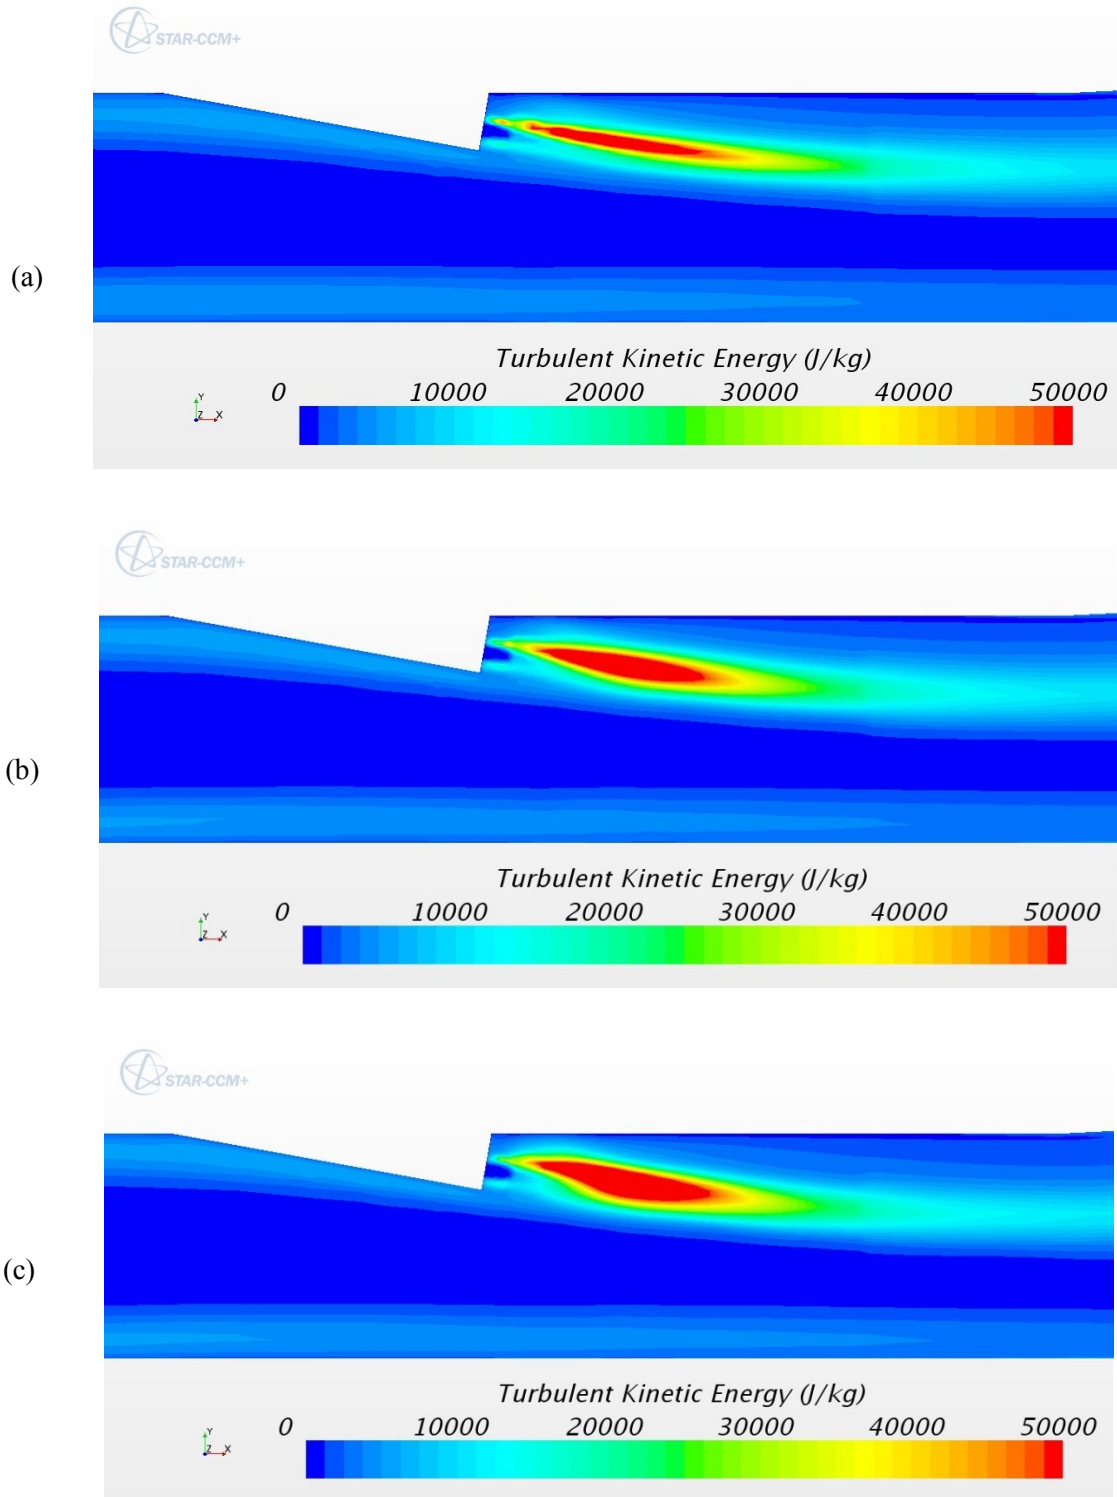 STAR-CCM+
(a)
Turbulent Kinetic Energy (J/kg)
0 10000 20000 30000 40000 50000
Y
Z X
STAR-CCM+
(b)
Turbulent Kinetic Energy (J/kg)
0 10000 20000 30000 40000 50000
Y
Z X
STAR-CCM+
(c)
Turbulent Kinetic Energy (J/kg)
0 10000 20000 30000 40000 50000
Y
Z X